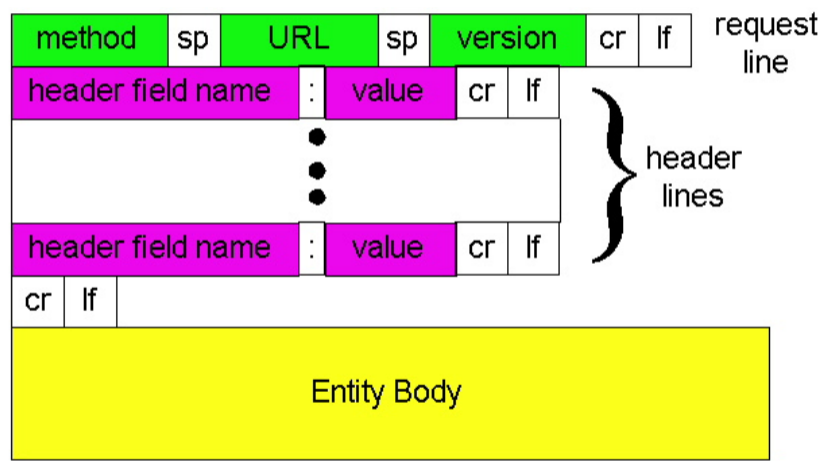 method sp URL sp version cr lf request line
header field name : value cr lf
header lines
header field name : value cr lf
cr lf
Entity Body